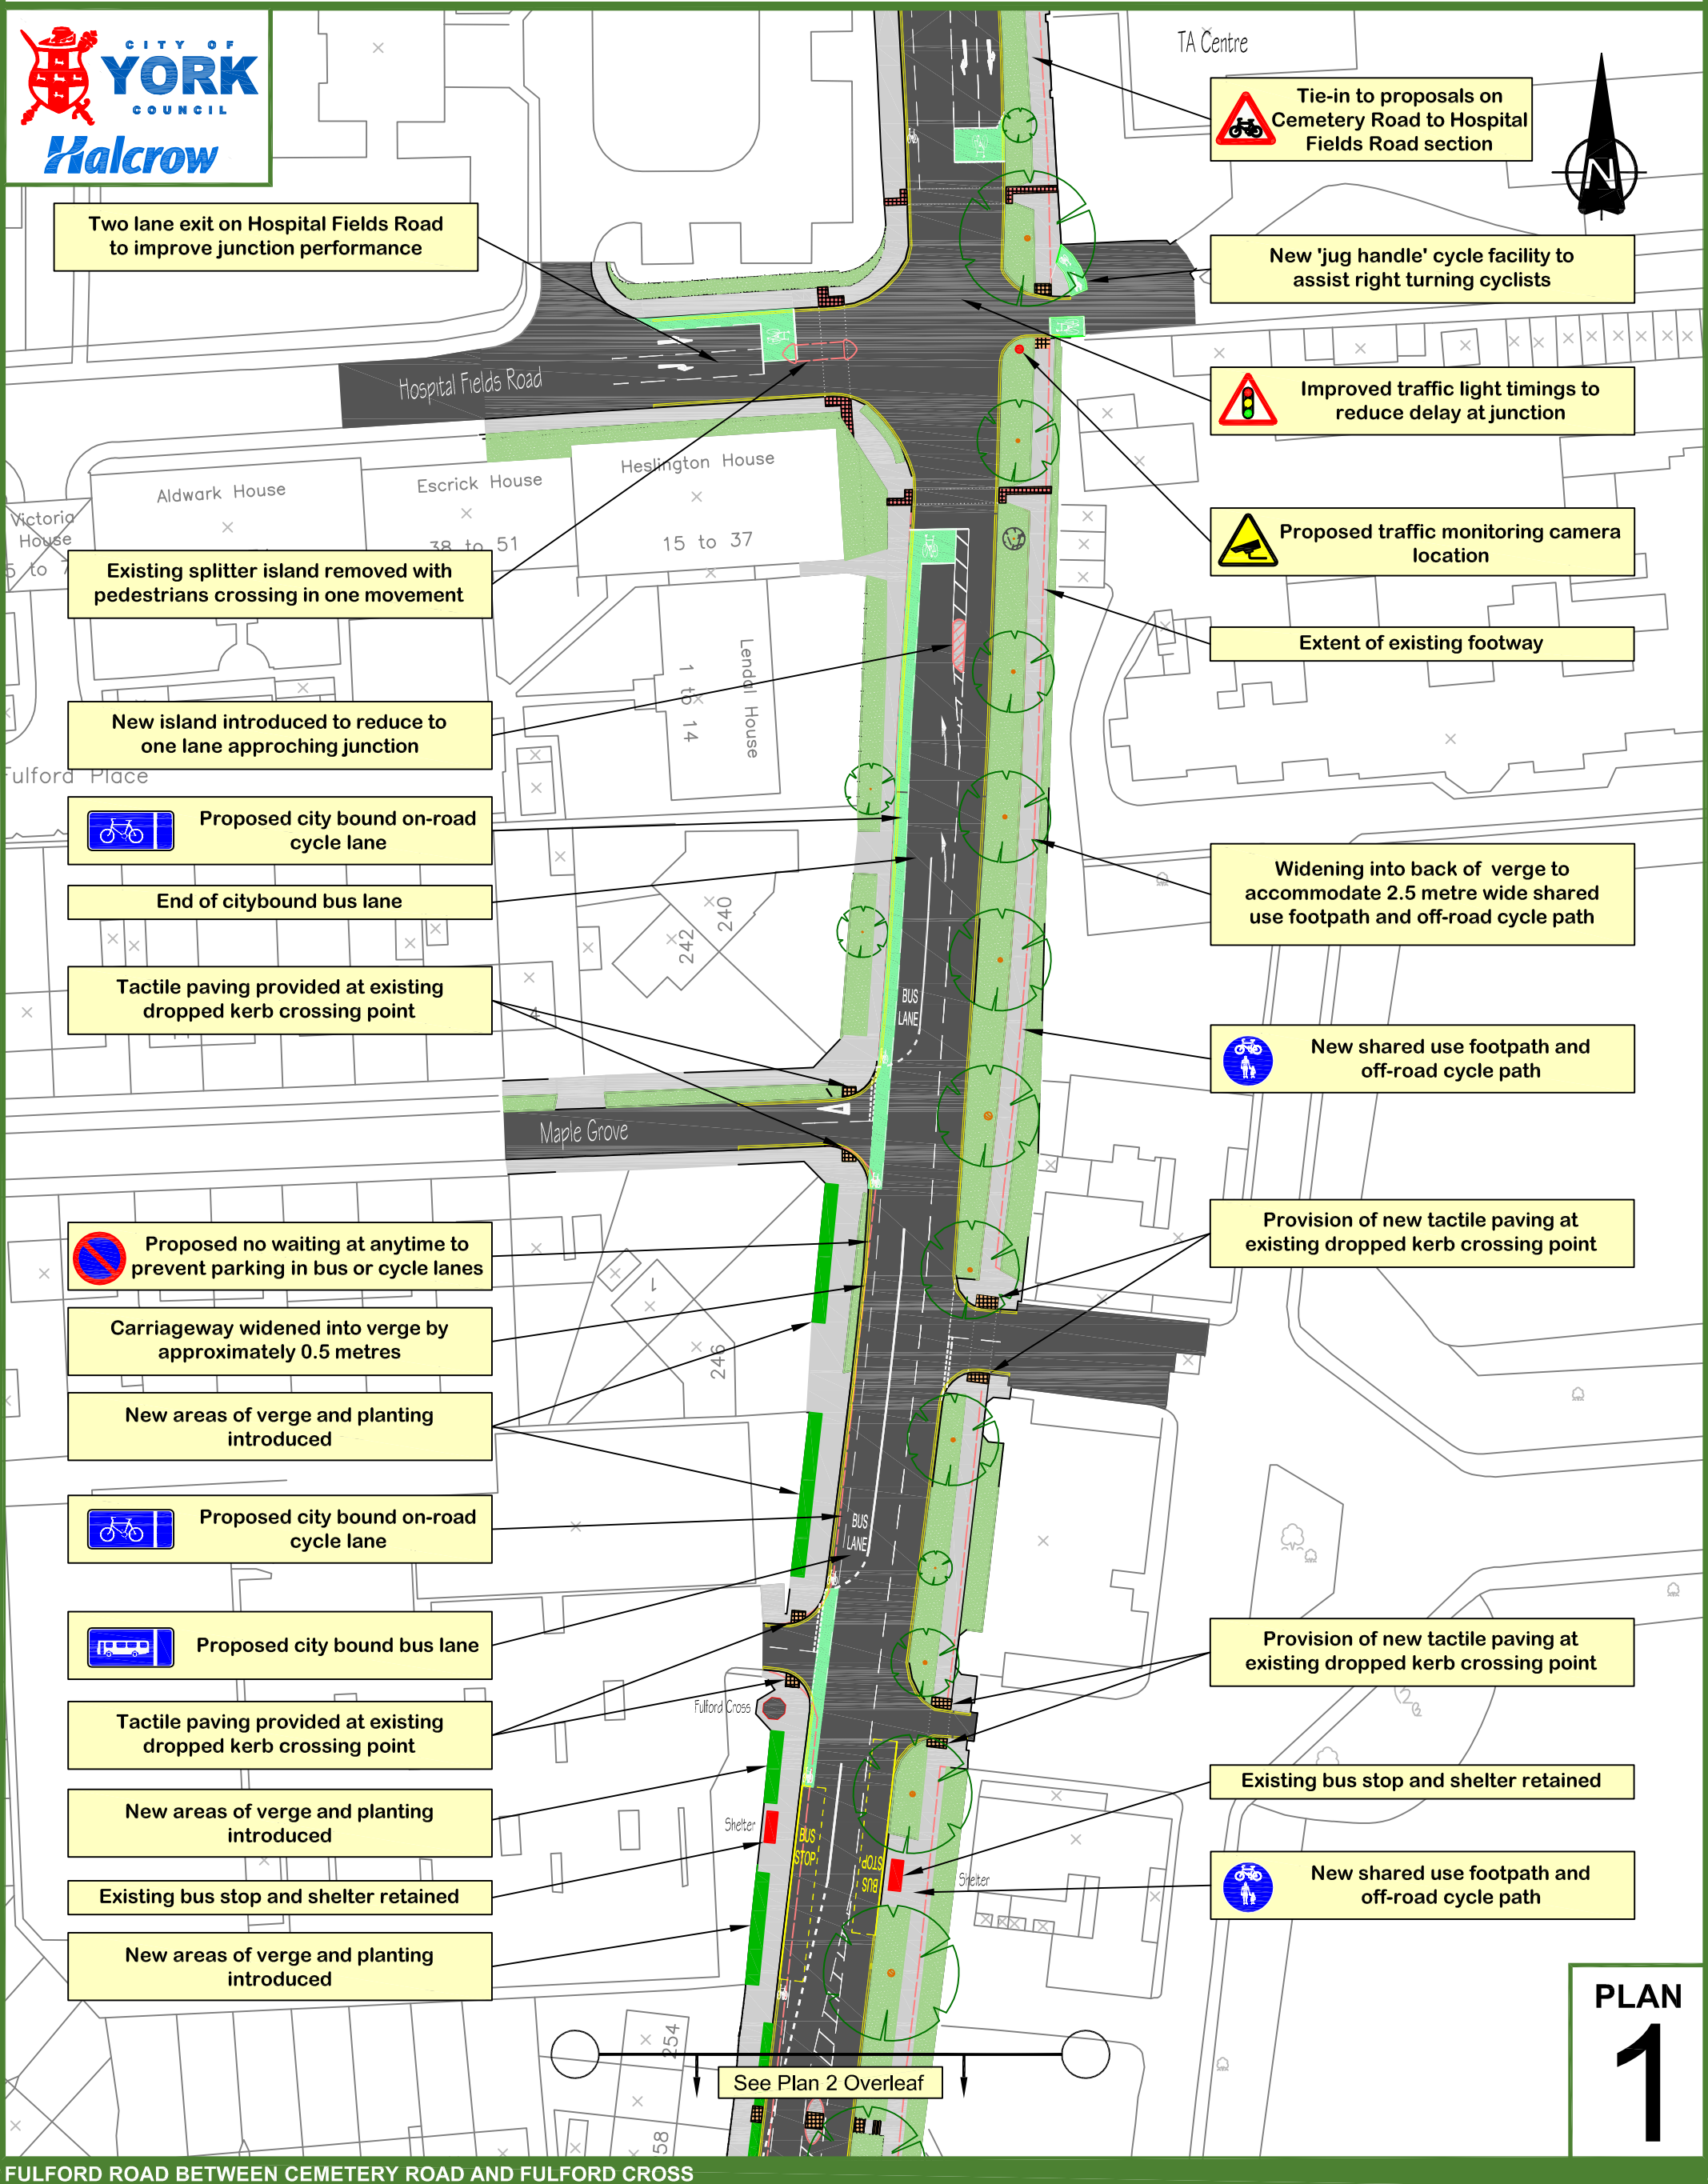 CITY OF
YORK
COUNCIL
Halcrow
TA Centre
Tie-in to proposals on
Cemetery Road to Hospital
Fields Road section
N
Two lane exit on Hospital Fields Road
to improve junction performance
New 'jug handle' cycle facility to
assist right turning cyclists
Hospital Fields Road
Improved traffic light timings to
reduce delay at junction
Aldwark House
Escrick House
38 to 51
Heslington House
15 to 37
Victoria
House
Proposed traffic monitoring camera
location
Existing splitter island removed with
pedestrians crossing in one movement
Extent of existing footway
Lendal House
1 to 14
New island introduced to reduce to
one lane approching junction
Fulford Place
Proposed city bound on-road
cycle lane
Widening into back of verge to
accommodate 2.5 metre wide shared
use footpath and off-road cycle path
End of citybound bus lane
240
242
Tactile paving provided at existing
dropped kerb crossing point
4
BUS
LANE
New shared use footpath and
off-road cycle path
Maple Grove
Proposed no waiting at anytime to
prevent parking in bus or cycle lanes
Provision of new tactile paving at
existing dropped kerb crossing point
1
246
Carriageway widened into verge by
approximately 0.5 metres
New areas of verge and planting
introduced
Proposed city bound on-road
cycle lane
BUS
LANE
Proposed city bound bus lane
Provision of new tactile paving at
existing dropped kerb crossing point
Fulford Cross
Tactile paving provided at existing
dropped kerb crossing point
Existing bus stop and shelter retained
New areas of verge and planting
introduced
Shelter
BUS
STOP
BUS
STOP
Shelter
Existing bus stop and shelter retained
New shared use footpath and
off-road cycle path
New areas of verge and planting
introduced
254
58
See Plan 2 Overleaf
PLAN
1
FULFORD ROAD BETWEEN CEMETERY ROAD AND FULFORD CROSS